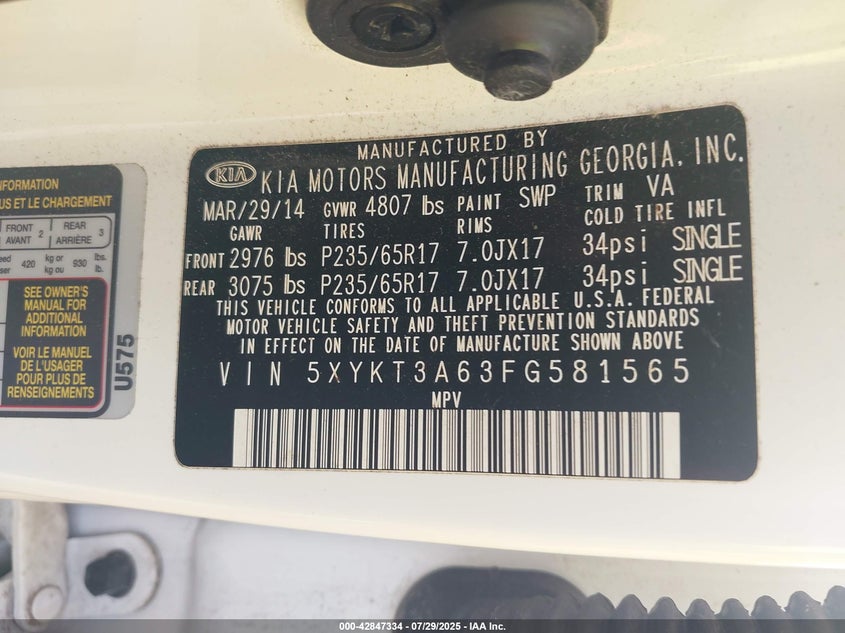 MANUFACTURED BY
KIA KIA MOTORS MANUFACTURING GEORGIA, INC.
MAR/29/14 GVWR 4807 lbs PAINT SWP TRIM VA
GAWR TIRES RIMS COLD TIRE INFL
FRONT 2976 lbs P235/65R17 7.0JX17 34psi SINGLE
REAR 3075 lbs P235/65R17 7.0JX17 34psi SINGLE
THIS VEHICLE CONFORMS TO ALL APPLICABLE U.S.A. FEDERAL
MOTOR VEHICLE SAFETY AND THEFT PREVENTION STANDARDS
IN EFFECT ON THE DATE OF MANUFACTURE SHOWN ABOVE
VIN 5XYKT3A63FG581565
MPV
US ET LE CHARGEMENT
FRONT 2 REAR 3
AVANT ARRIÈRE
420 kg or 930 lbs.
kg ou lb.
SEE OWNER'S
MANUAL FOR
ADDITIONAL
INFORMATION
VOIR LE MANUEL
DE L'USAGER
POUR PLUS DE
RENSEIGNEMENTS
U575
000-42847334 - 07/29/2025 - IAA Inc.